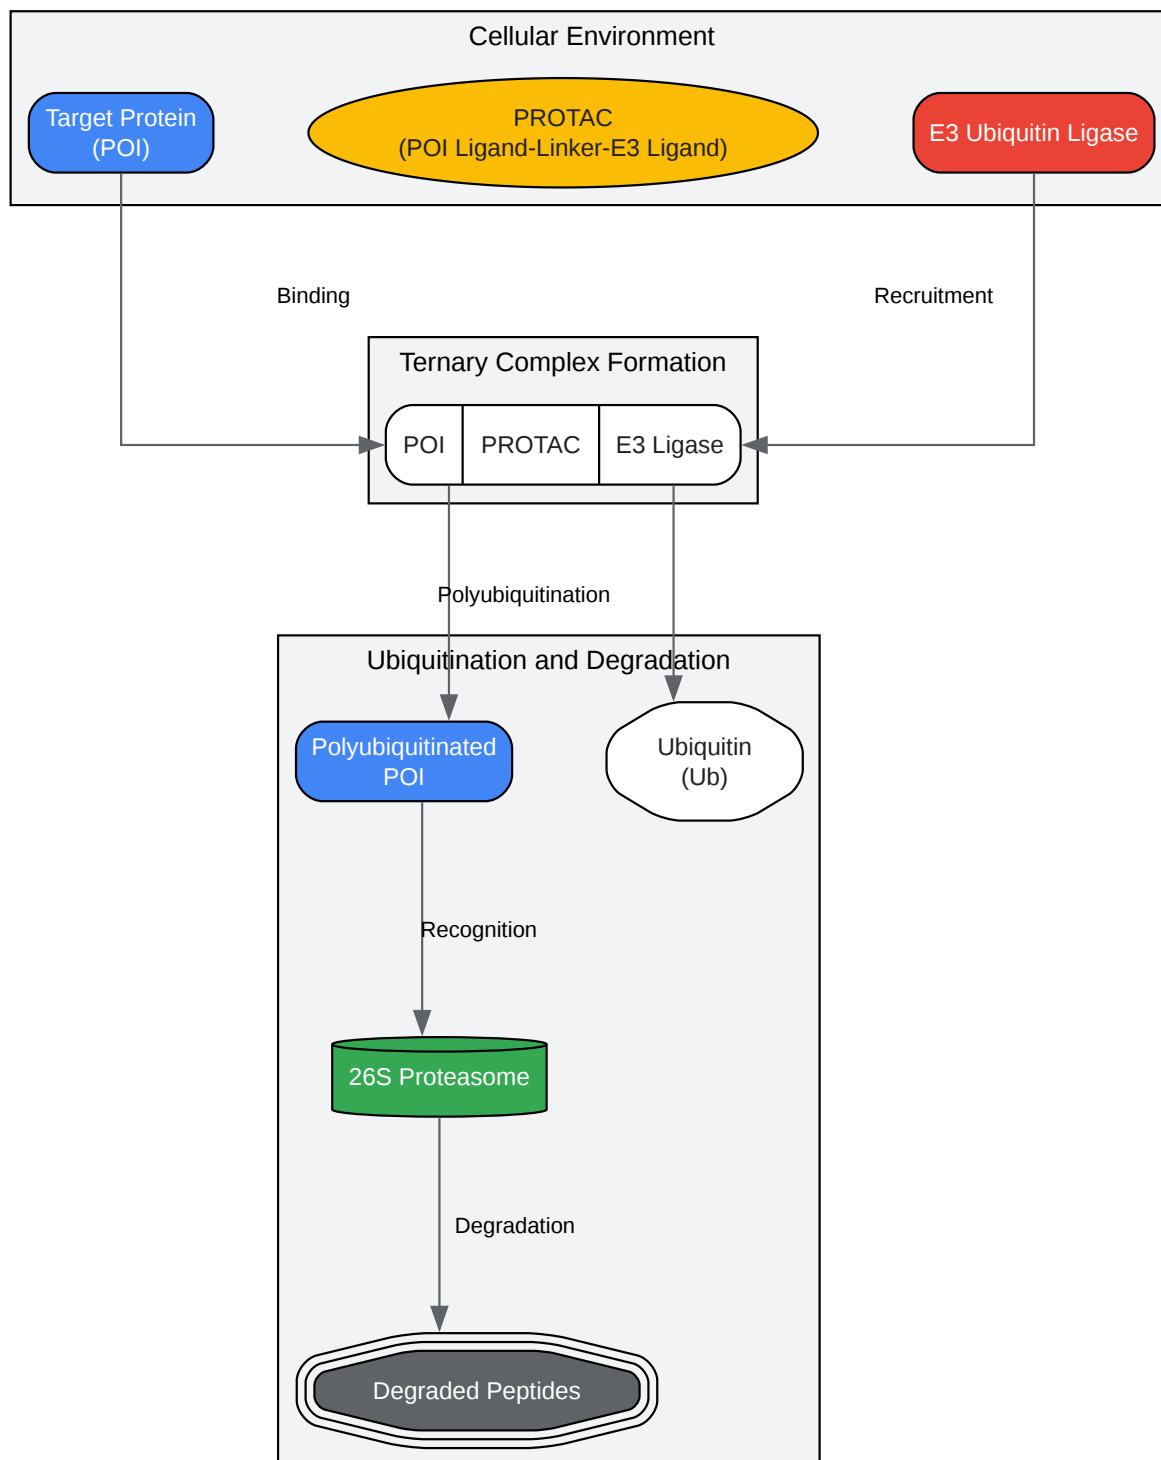 Cellular Environment
Target Protein
(POI)
PROTAC
(POI Ligand-Linker-E3 Ligand)
E3 Ubiquitin Ligase
Binding
Recruitment
Ternary Complex Formation
POI
PROTAC
E3 Ligase
Polyubiquitination
Ubiquitination and Degradation
Polyubiquitinated
POI
Ubiquitin
(Ub)
Recognition
26S Proteasome
Degradation
Degraded Peptides